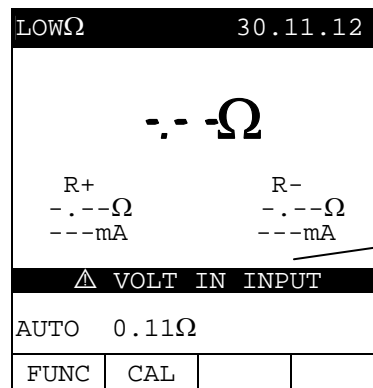 LOWΩ 30.11.12
-.--Ω
R+ R-
-.--Ω -.--Ω
---mA ---mA
⚠ VOLT IN INPUT
AUTO 0.11Ω
FUNC CAL